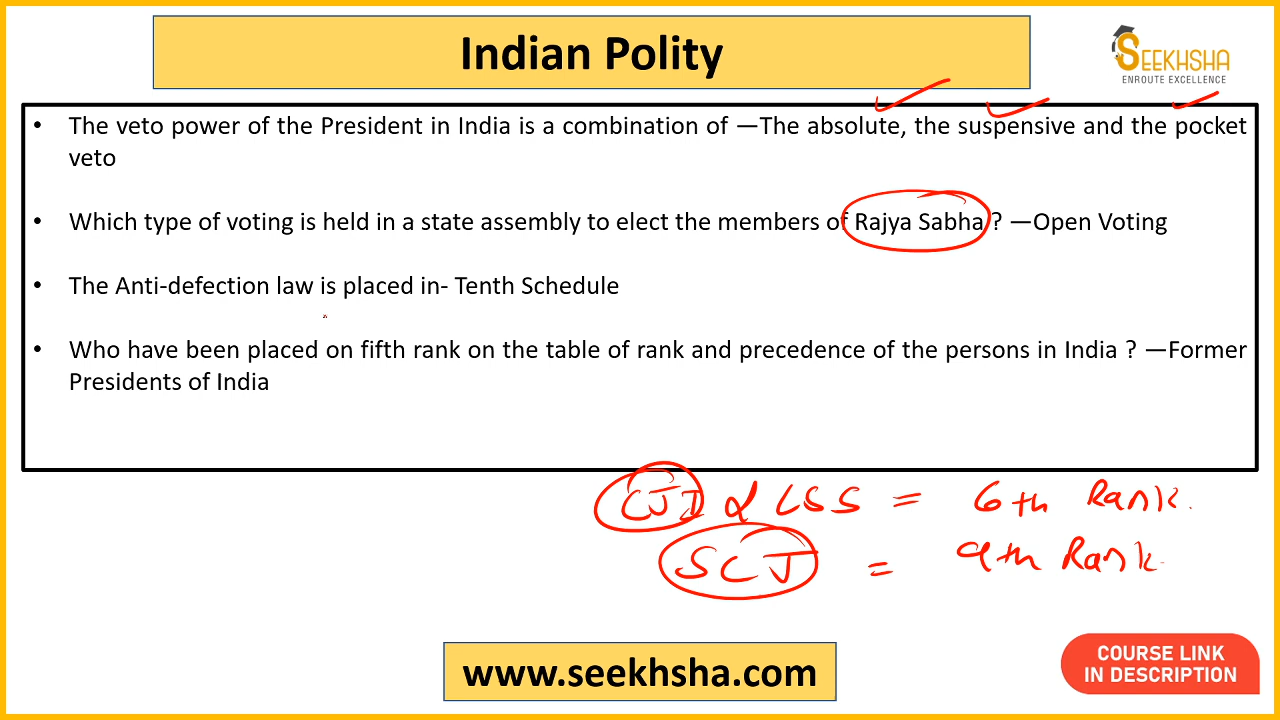 Indian Polity
SEEKHSHA
ENROUTE EXCELLENCE
• The veto power of the President in India is a combination of —The absolute, the suspensive and the pocket
veto
• Which type of voting is held in a state assembly to elect the members of Rajya Sabha ? —Open Voting
• The Anti-defection law is placed in- Tenth Schedule
• Who have been placed on fifth rank on the table of rank and precedence of the persons in India ? —Former
Presidents of India
CJI & LSS = 6th Rank.
SCJ = 9th Rank.
www.seekhsha.com
COURSE LINK
IN DESCRIPTION